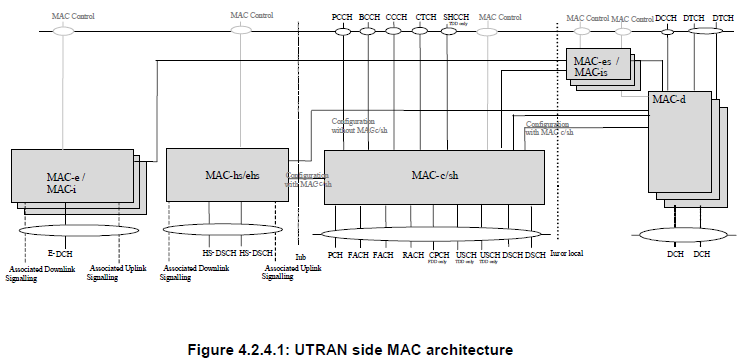 MAC Control
MAC Control
PCCH BCCH CCCH CTCH SHCCH MAC Control
TDD only
MAC Control MAC Control DCCH DTCH DTCH
MAC-es /
MAC-is
MAC-d
Configuration
without MAC-c/sh
Configuration
with MAC c/sh
MAC-e /
MAC-i
MAC-hs/ehs
Configuration
with MAC c/sh
MAC-c/sh
E-DCH
HS-DSCH HS-DSCH
Associated Downlink
Signalling
Associated Uplink
Signalling
Associated Downlink
Signalling
Associated Uplink
Signalling
Iub
PCH FACH FACH RACH CPCH USCH USCH DSCH DSCH
FDD only TDD only TDD only
Iur or local
DCH DCH
Figure 4.2.4.1: UTRAN side MAC architecture